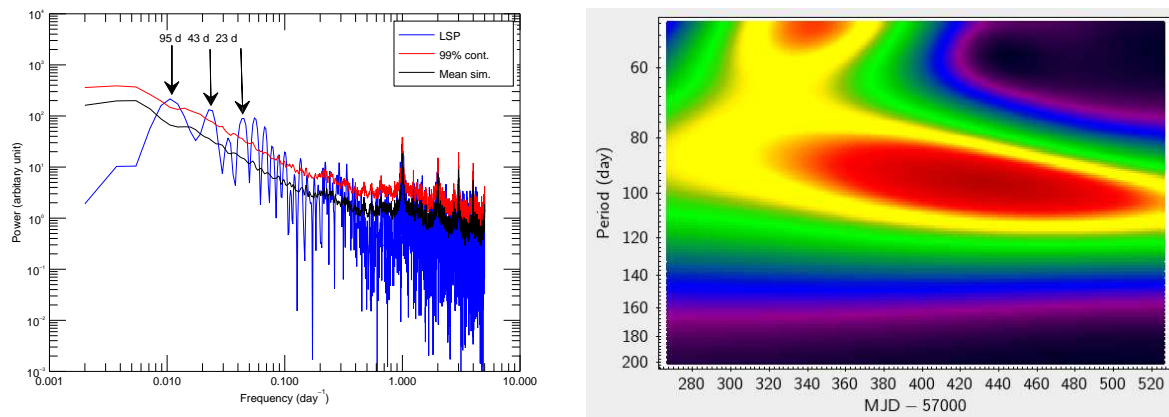 95 d 43 d 23 d
LSP
99% cont.
Mean sim.
10⁴
10³
10²
10¹
10⁰
10⁻¹
10⁻²
10⁻³
Power (arbitary unit)
0.001 0.010 0.100 1.000 10.000
Frequency (day⁻¹)
60
80
100
120
140
160
180
200
Period (day)
260 280 300 320 340 360 380 400 420 440 460 480 500 520
MJD − 57000